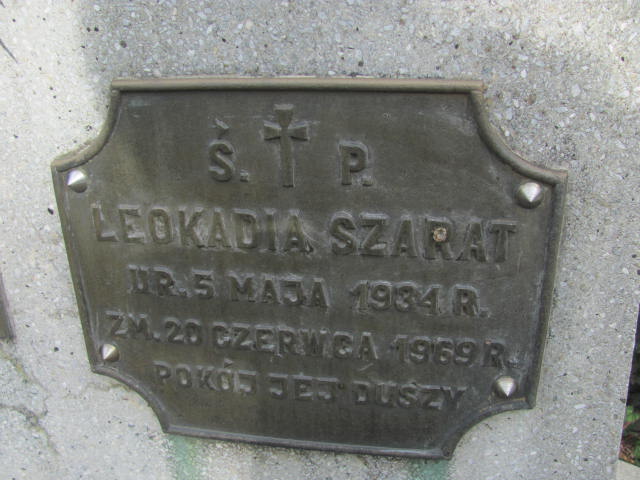 Ś. P.
LEOKADIA SZARAT
UR. 5 MAJA 1934 R.
ZM. 20 CZERWCA 1969 R.
POKÓJ JEJ DUSZY